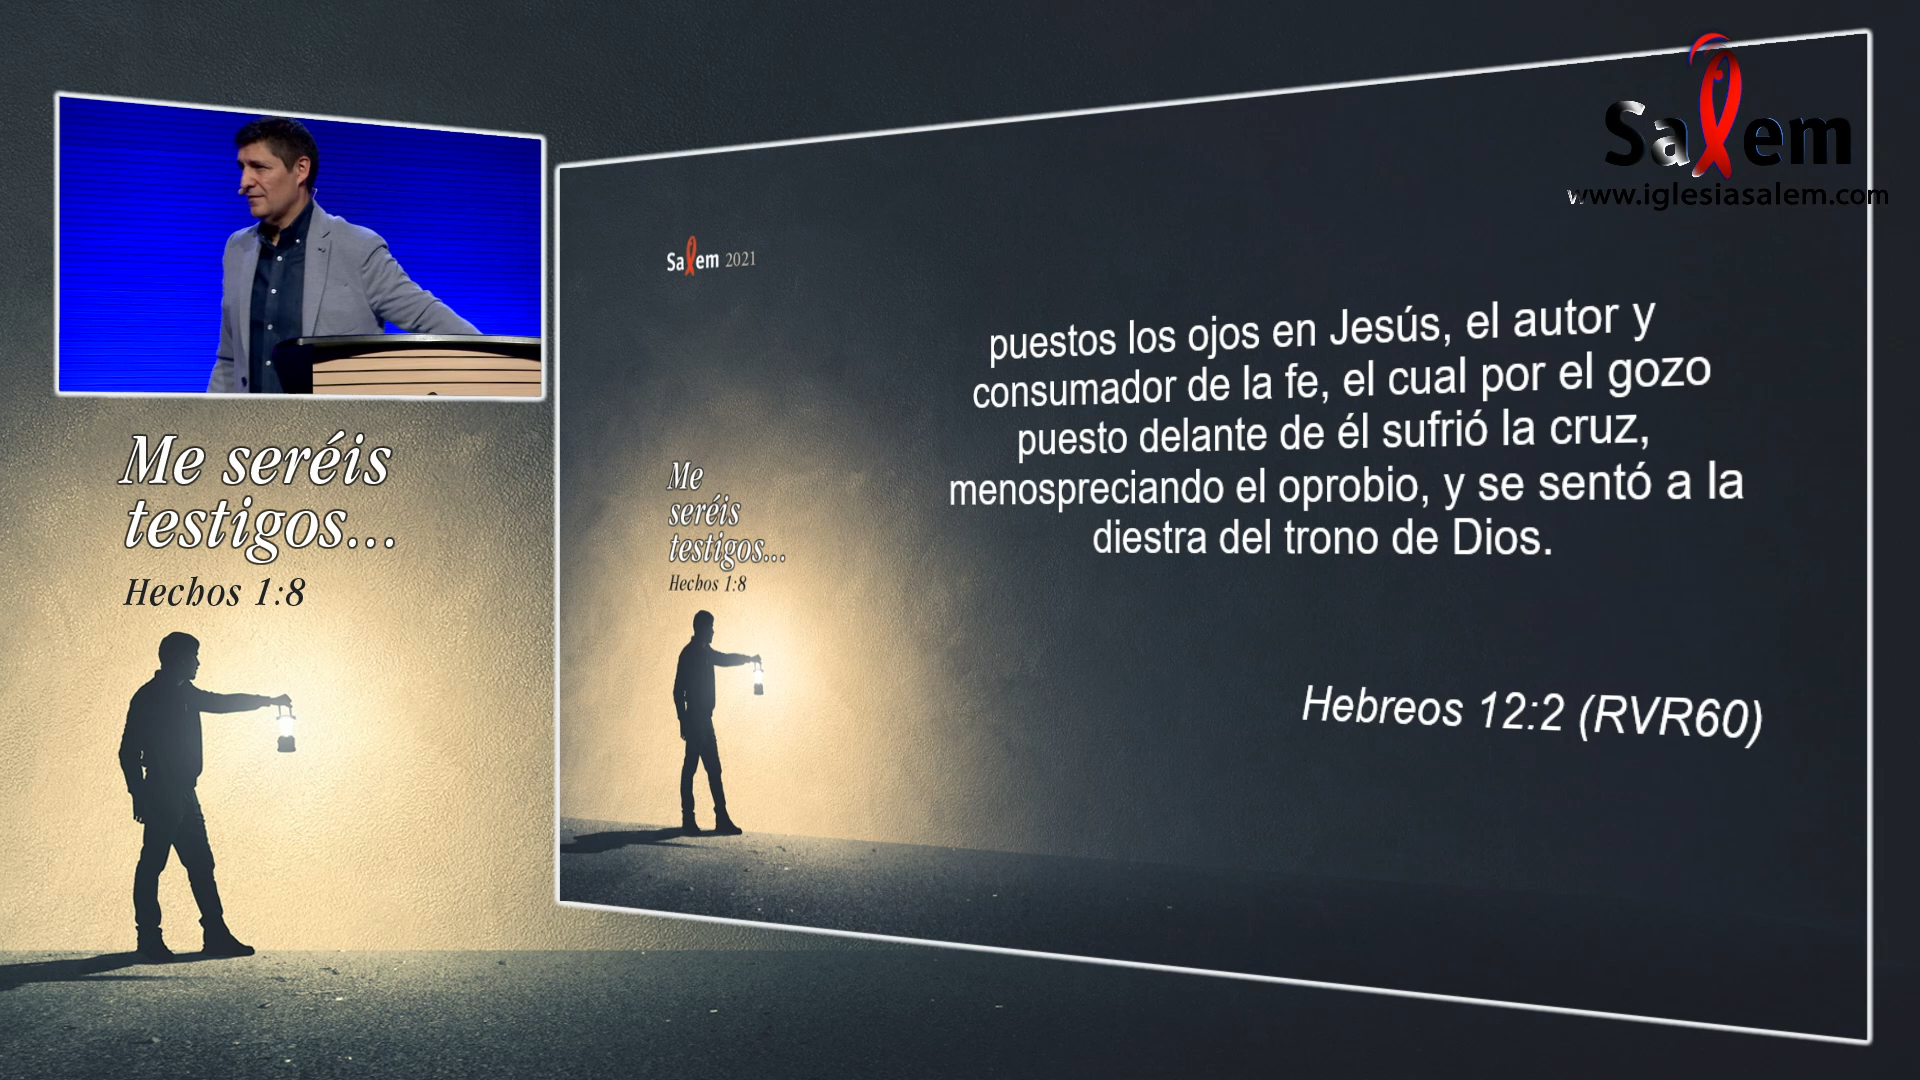 Salem
www.iglesiasalem.com
Me seréis
testigos...
Hechos 1:8
Salem 2021
Me
seréis
testigos...
Hechos 1:8
puestos los ojos en Jesús, el autor y
consumador de la fe, el cual por el gozo
puesto delante de él sufrió la cruz,
menospreciando el oprobio, y se sentó a la
diestra del trono de Dios.
Hebreos 12:2 (RVR60)